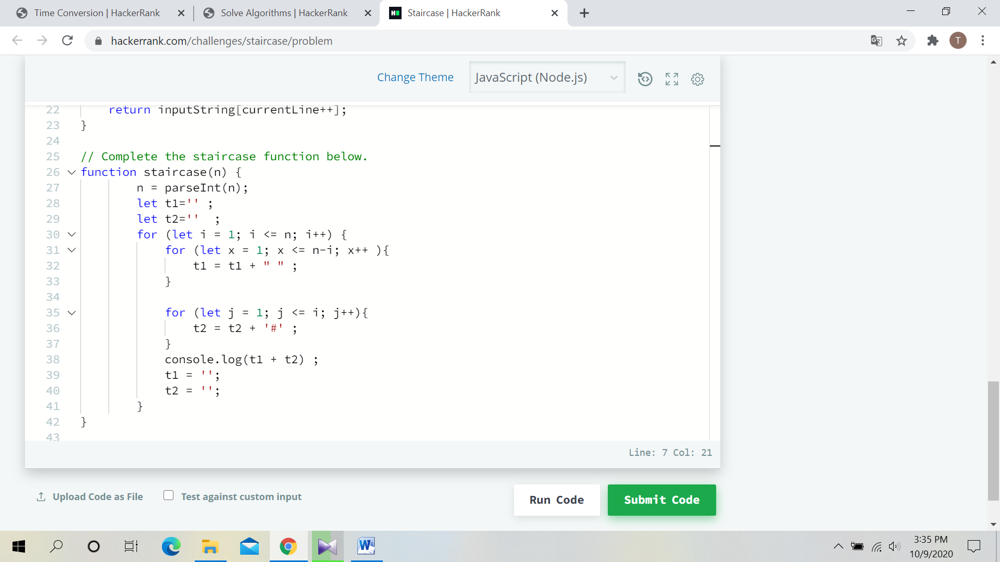 Time Conversion | HackerRank
Solve Algorithms | HackerRank
Staircase | HackerRank
hackerrank.com/challenges/staircase/problem
T
Change Theme
JavaScript (Node.js)
22 return inputString[currentLine++];
23 }
24
25 // Complete the staircase function below.
26 function staircase(n) {
27 n = parseInt(n);
28 let t1='' ;
29 let t2=''  ;
30 for (let i = 1; i <= n; i++) {
31 for (let x = 1; x <= n-i; x++ ){
32 t1 = t1 + " " ;
33 }
34
35 for (let j = 1; j <= i; j++){
36 t2 = t2 + '#' ;
37 }
38 console.log(t1 + t2) ;
39 t1 = '';
40 t2 = '';
41 }
42 }
43
Line: 7 Col: 21
Upload Code as File
Test against custom input
Run Code
Submit Code
3:35 PM
10/9/2020